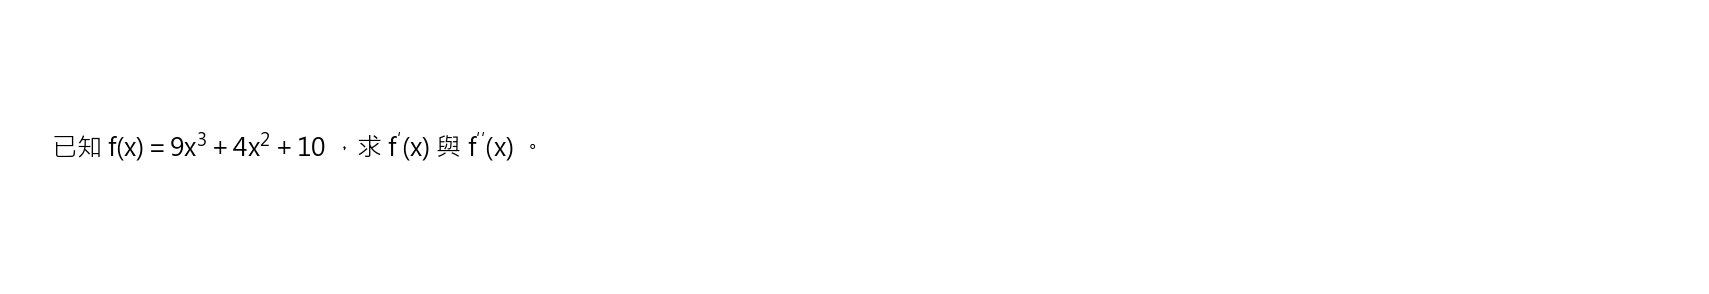 已知 f(x) = 9x³ + 4x² + 10 ，求 f′(x) 與 f′′(x) 。